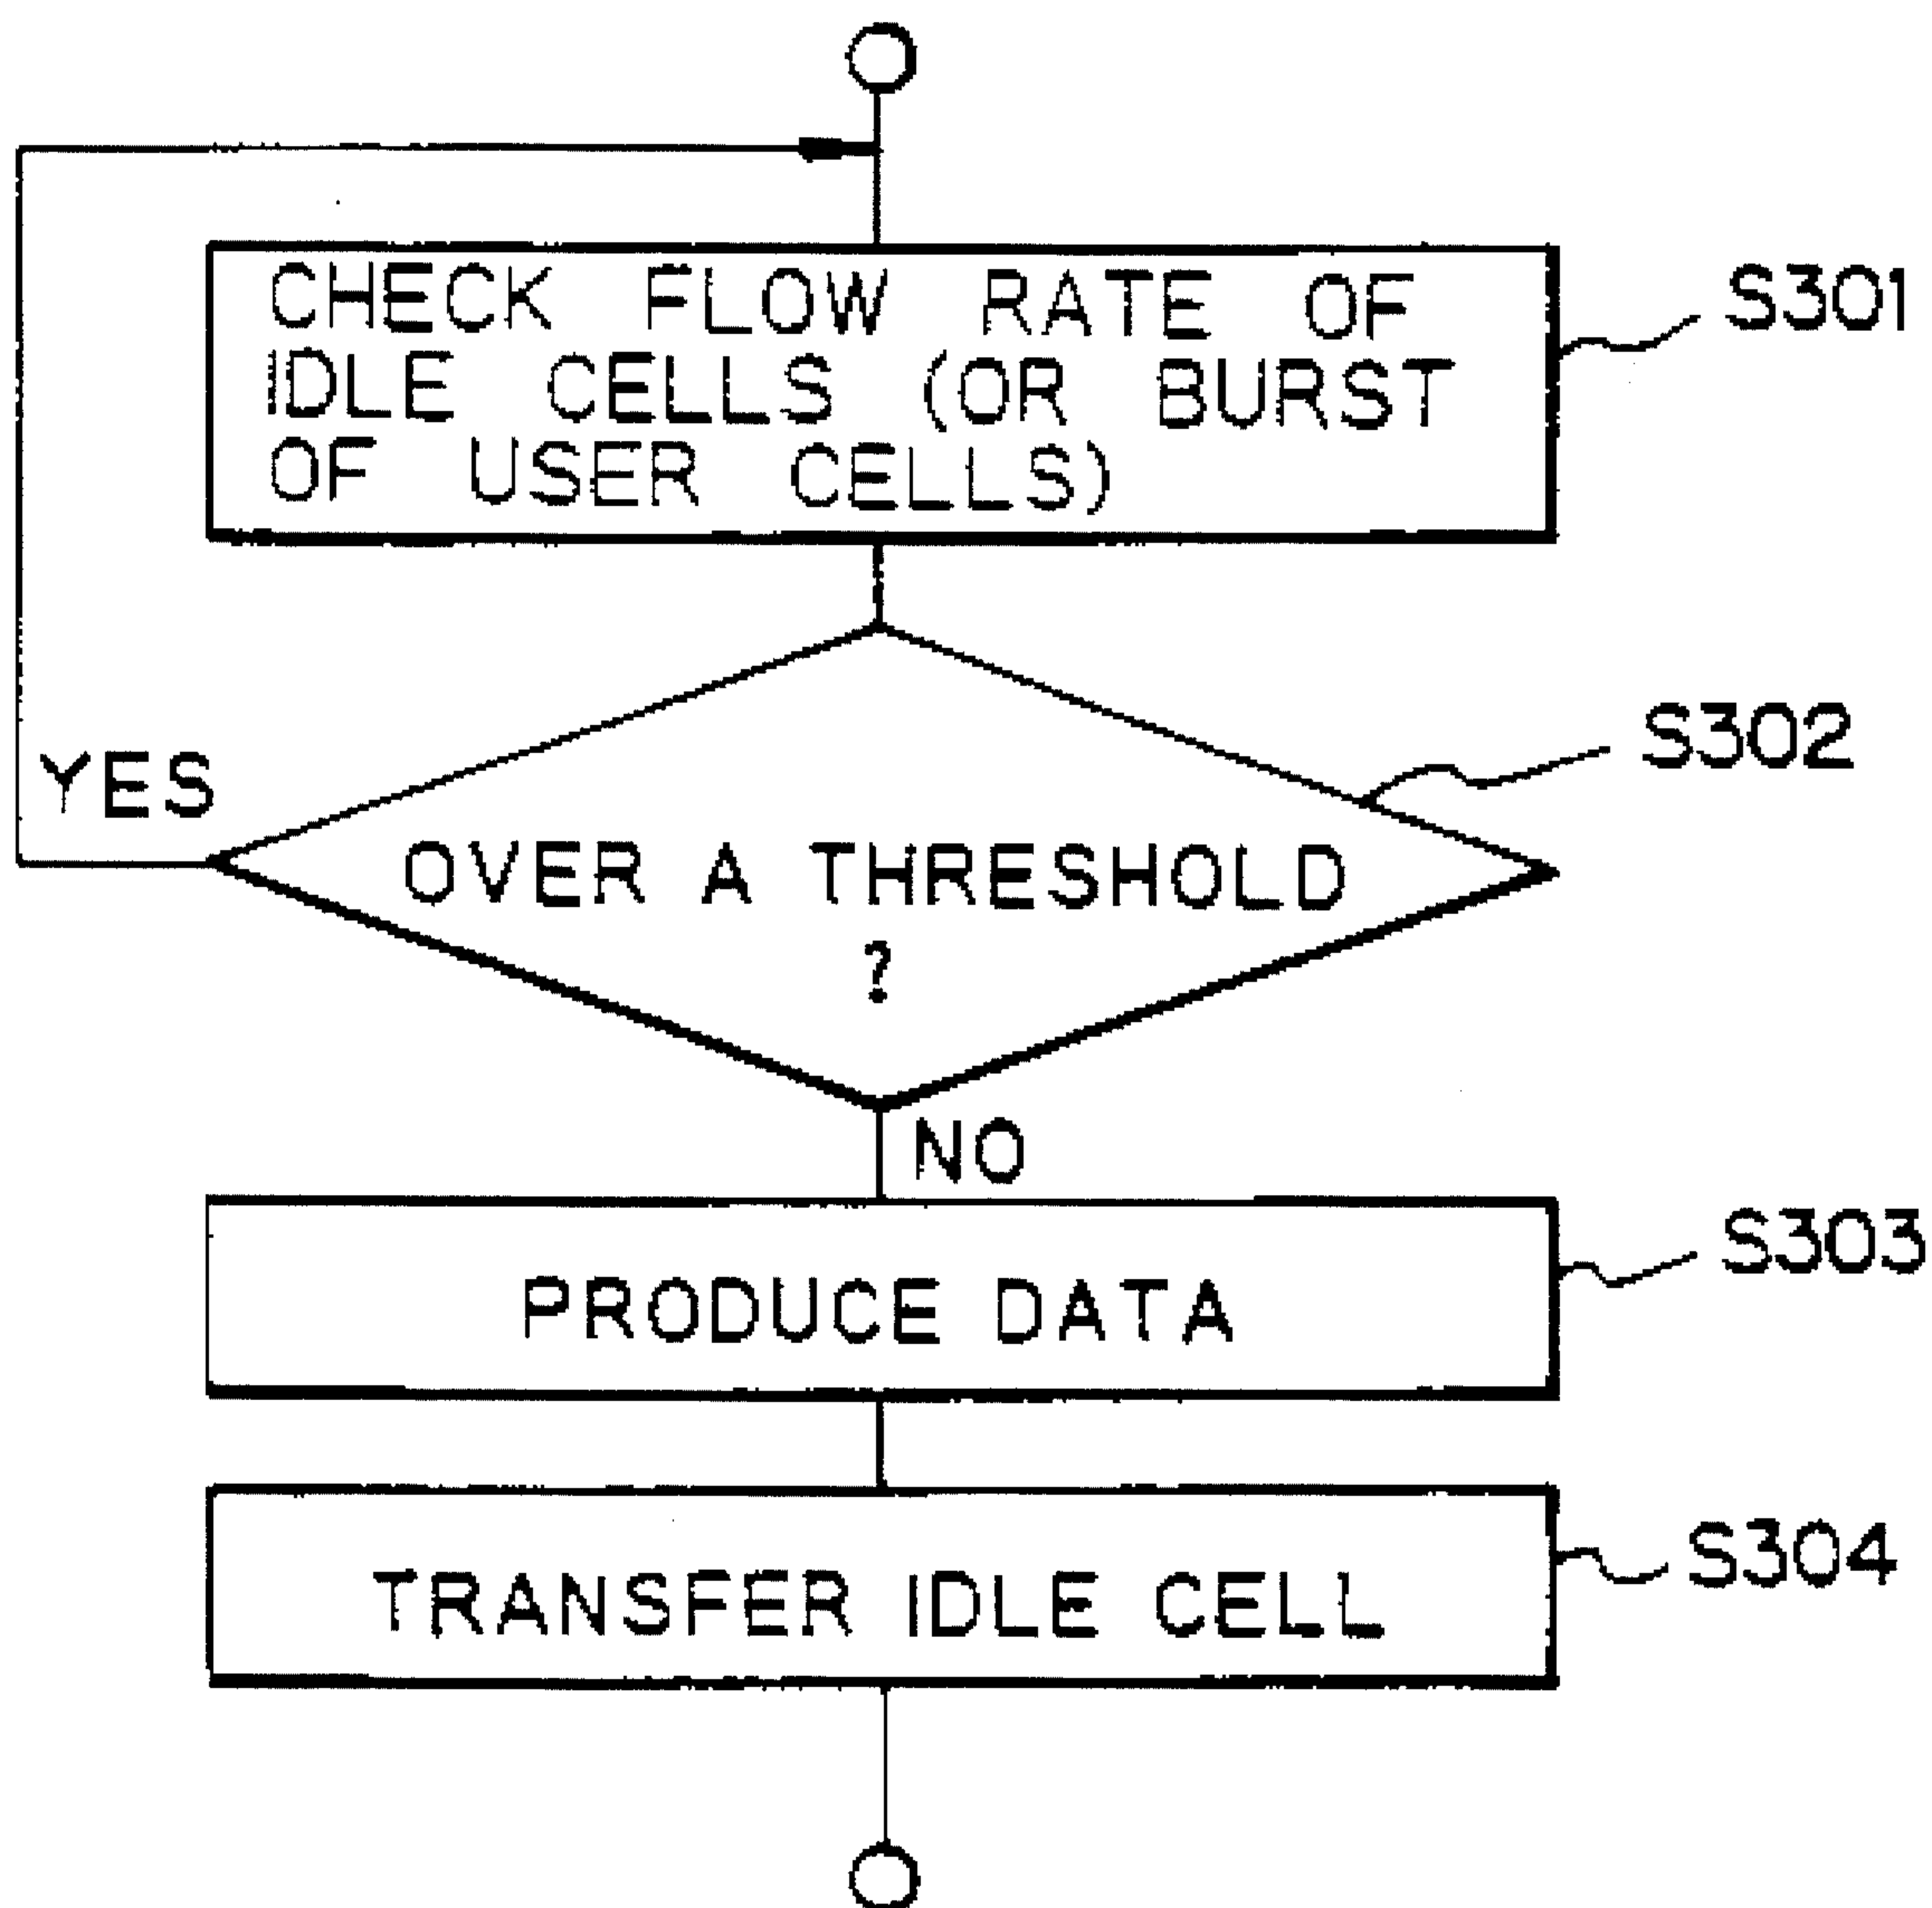 CHECK FLOW RATE OF
IDLE CELLS (OR BURST
OF USER CELLS)
S301
S302
YES
OVER A THRESHOLD
?
NO
S303
PRODUCE DATA
S304
TRANSFER IDLE CELL